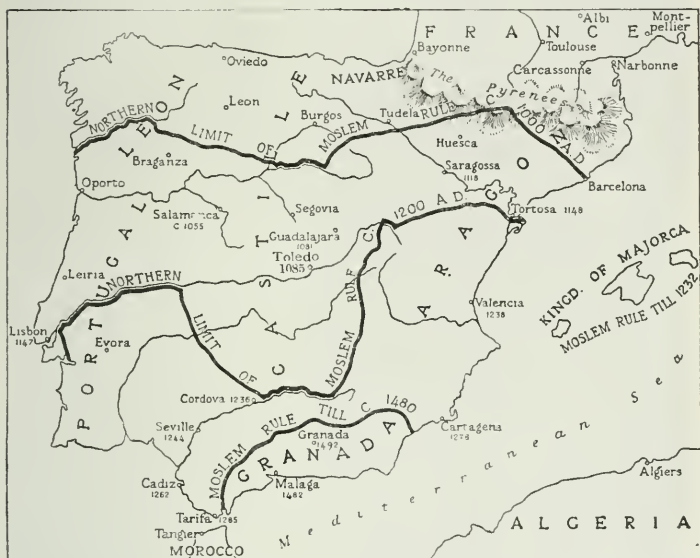 FRANCE
Albi
Montpellier
Bayonne
Toulouse
Carcassonne
Narbonne
Oviedo
NAVARRE
The Pyrenees
LEON
CASTILE
Leon
Burgos
Tudela
NORTHERN LIMIT OF MOSLEM RULE C. 1000 A.D.
Huesca
Braganza
Saragossa
1118
Barcelona
Oporto
ARAGON
1200 A.D.
Tortosa 1148
Salamanca
C 1055
Segovia
Guadalajara
1081
Toledo
1085
KINGD. OF MAJORCA
MOSLEM RULE TILL 1232
PORTUGAL
Leiria
NORTHERN LIMIT OF MOSLEM RULE C.
Valencia
1238
Lisbon
1147
Evora
Cordova 1236
Seville
1244
MOSLEM RULE TILL C 1480
Cartagena
Granada
1492
GRANADA
Cadiz
1262
Malaga
1482
Mediterranean Sea
Algiers
Tarifa 1285
Tangier
MOROCCO
ALGERIA